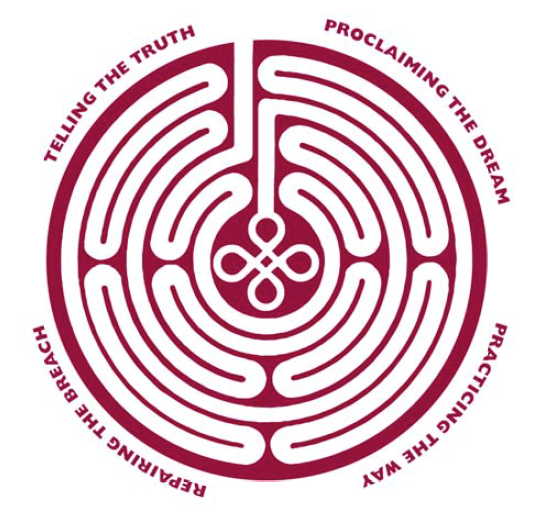 TELLING THE TRUTH
PROCLAIMING THE DREAM
PRACTICING THE WAY
REPAIRING THE BREACH